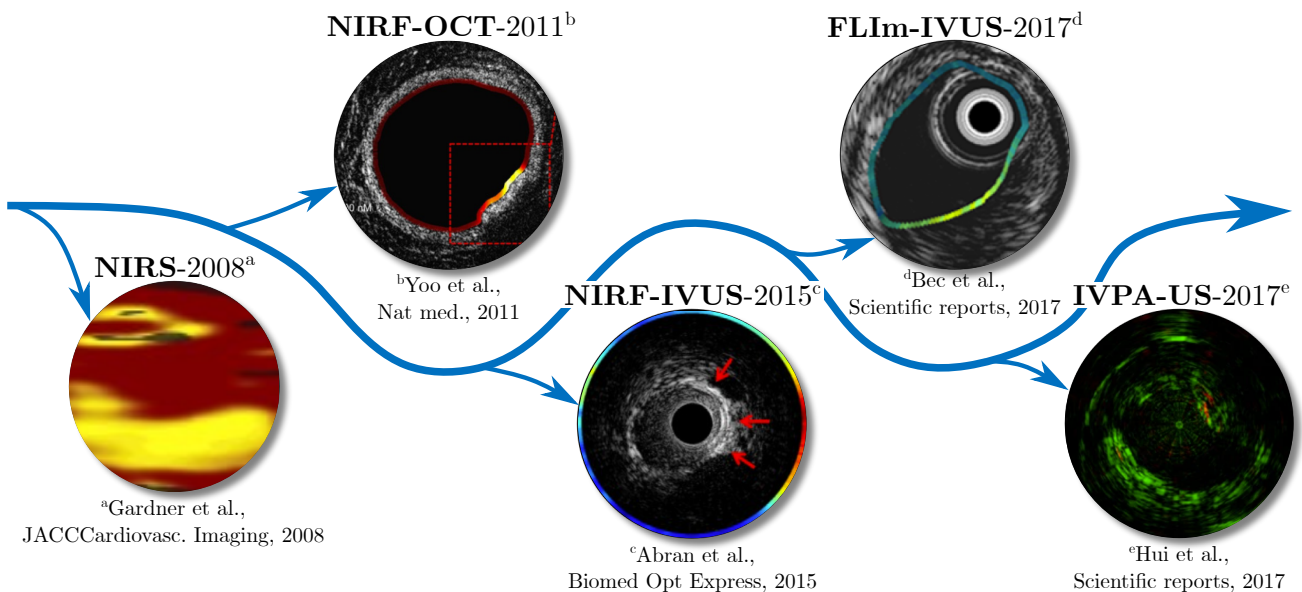 NIRF-OCT-2011ᵇ
FLIm-IVUS-2017ᵈ
00 nM
NIRS-2008ᵃ
ᵇYoo et al.,
Nat med., 2011
NIRF-IVUS-2015ᶜ
ᵈBec et al.,
Scientific reports, 2017
IVPA-US-2017ᵉ
ᵃGardner et al.,
JACCCardiovasc. Imaging, 2008
ᶜAbran et al.,
Biomed Opt Express, 2015
ᵉHui et al.,
Scientific reports, 2017